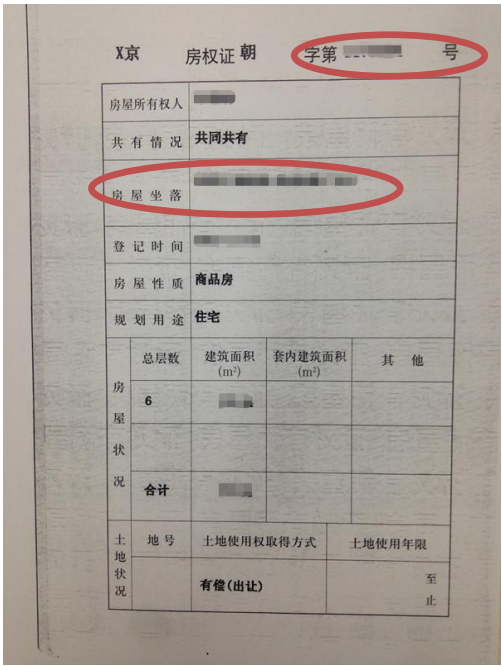 X京 房权证 朝 字第 号
房屋所有权人
共有情况 共同共有
房屋坐落
登记时间
房屋性质 商品房
规划用途 住宅
房屋状况
总层数 建筑面积(m²) 套内建筑面积(m²) 其他
6
合计
土地状况
地号 土地使用权取得方式 土地使用年限
有偿(出让) 至
止